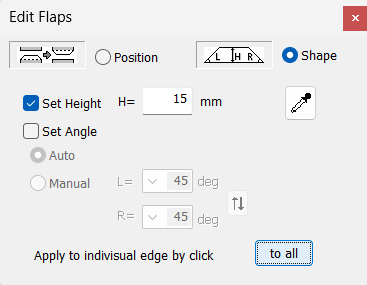 Edit Flaps
Position
L H R
Shape
Set Height H= 15 mm
Set Angle
Auto
Manual L= 45 deg
R= 45 deg
Apply to indivisual edge by click to all